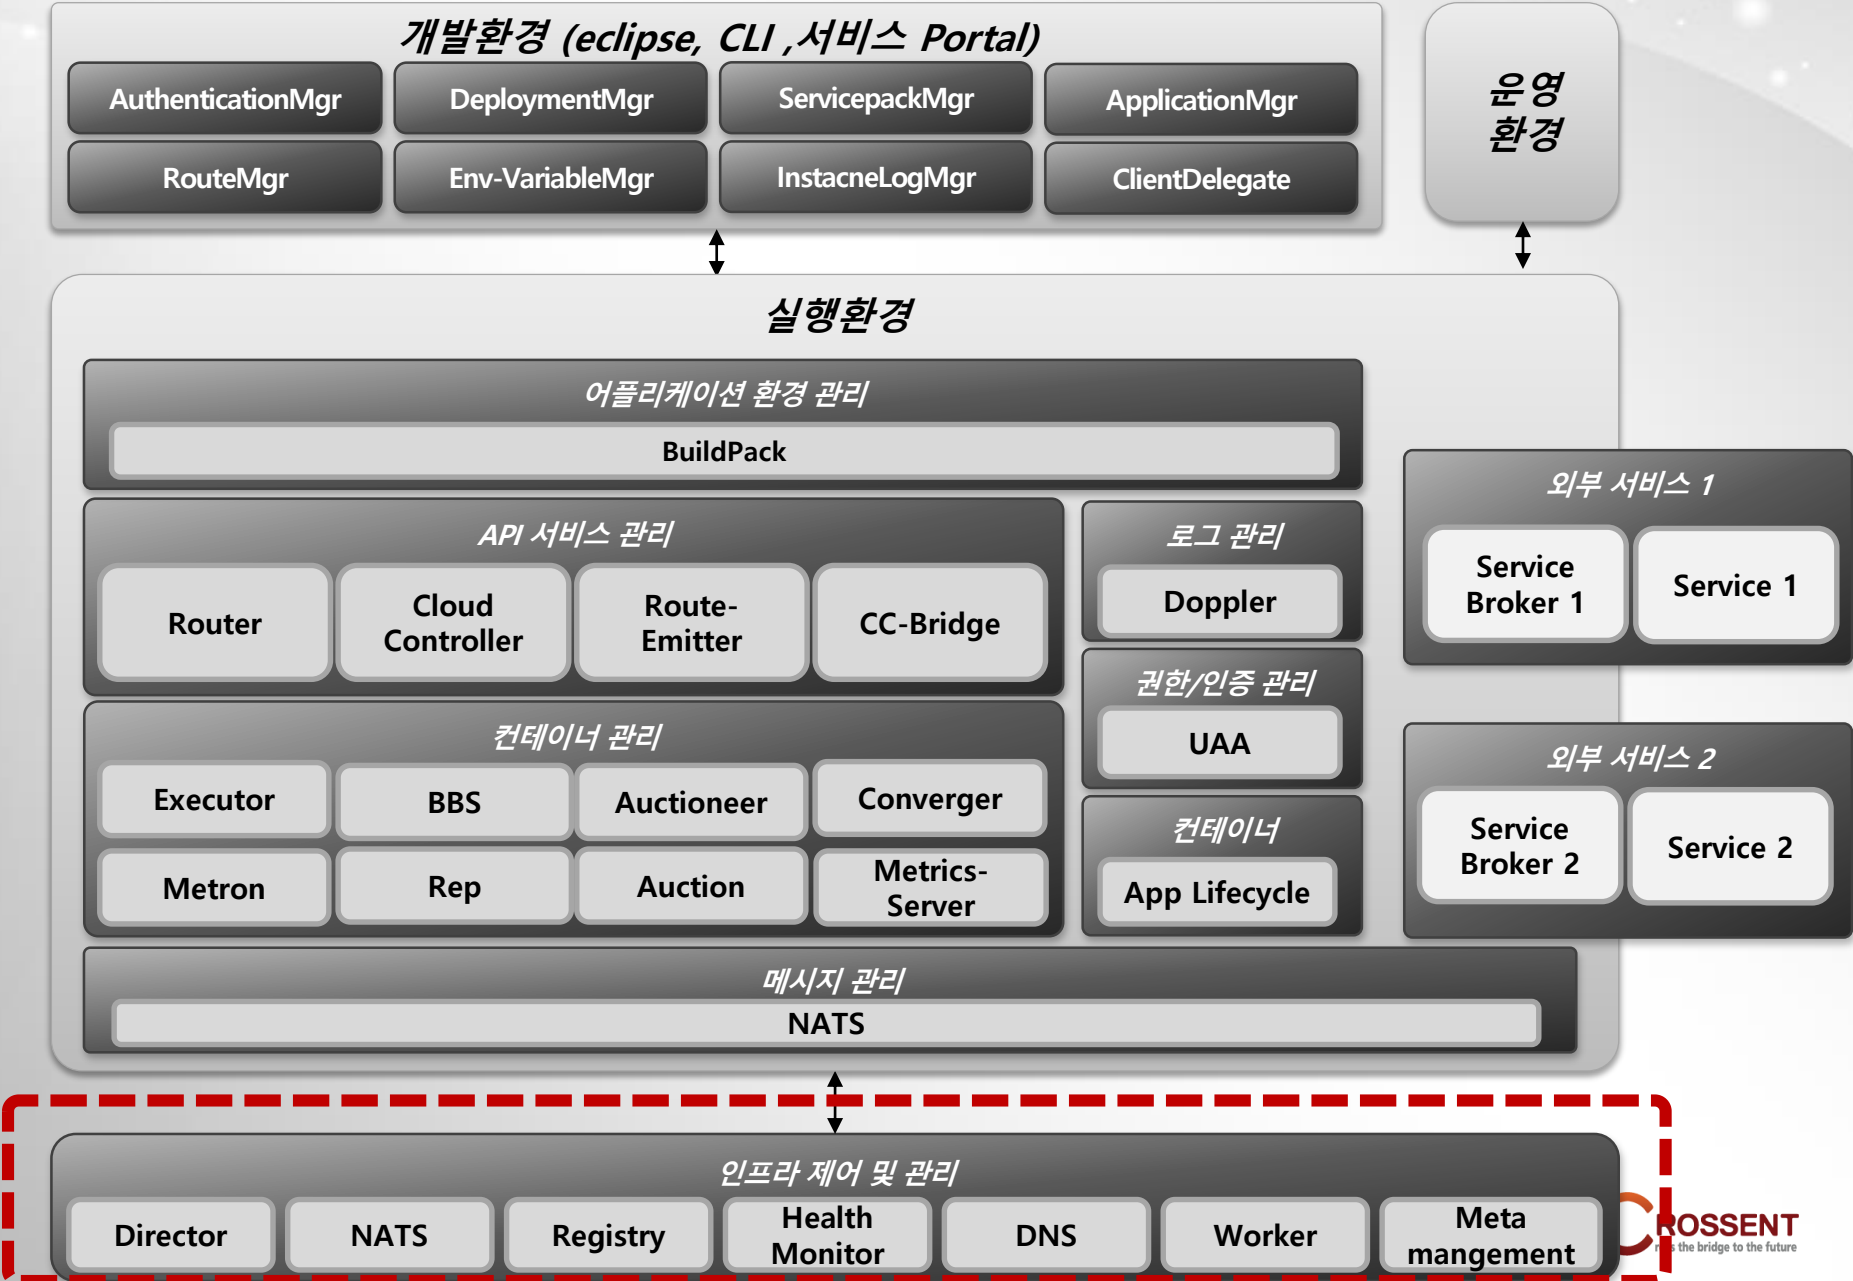 개발환경 (eclipse, CLI ,서비스 Portal)
AuthenticationMgr
DeploymentMgr
ServicepackMgr
ApplicationMgr
RouteMgr
Env-VariableMgr
InstacneLogMgr
ClientDelegate
운영
환경
실행환경
어플리케이션 환경 관리
BuildPack
API 서비스 관리
Router
Cloud
Controller
Route-
Emitter
CC-Bridge
로그 관리
Doppler
권한/인증 관리
UAA
컨테이너 관리
Executor
BBS
Auctioneer
Converger
Metron
Rep
Auction
Metrics-
Server
컨테이너
App Lifecycle
외부 서비스 1
Service
Broker 1
Service 1
외부 서비스 2
Service
Broker 2
Service 2
메시지 관리
NATS
인프라 제어 및 관리
Director
NATS
Registry
Health
Monitor
DNS
Worker
Meta
mangement
ROSSENT
the bridge to the future